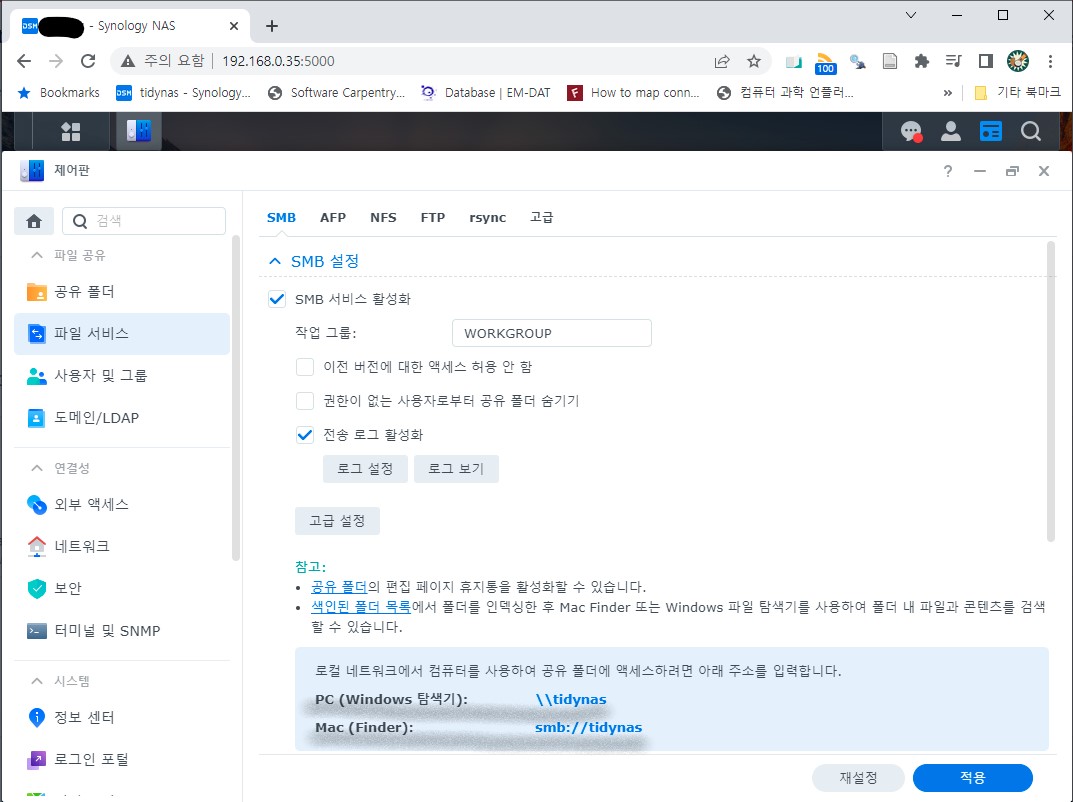 DSM - Synology NAS
주의 요함 192.168.0.35:5000
100
Bookmarks DSM tidynas - Synology... Software Carpentry... Database | EM-DAT How to map conn... 컴퓨터 과학 언플러... » 기타 북마크
제어판
검색
파일 공유
공유 폴더
파일 서비스
사용자 및 그룹
도메인/LDAP
연결성
외부 액세스
네트워크
보안
터미널 및 SNMP
시스템
정보 센터
로그인 포털
SMB AFP NFS FTP rsync 고급
SMB 설정
SMB 서비스 활성화
작업 그룹: WORKGROUP
이전 버전에 대한 액세스 허용 안 함
권한이 없는 사용자로부터 공유 폴더 숨기기
전송 로그 활성화
로그 설정 로그 보기
고급 설정
참고:
• 공유 폴더의 편집 페이지 휴지통을 활성화할 수 있습니다.
• 색인된 폴더 목록에서 폴더를 인덱싱한 후 Mac Finder 또는 Windows 파일 탐색기를 사용하여 폴더 내 파일과 콘텐츠를 검색
할 수 있습니다.
로컬 네트워크에서 컴퓨터를 사용하여 공유 폴더에 액세스하려면 아래 주소를 입력합니다.
PC (Windows 탐색기): \\tidynas
Mac (Finder): smb://tidynas
재설정 적용